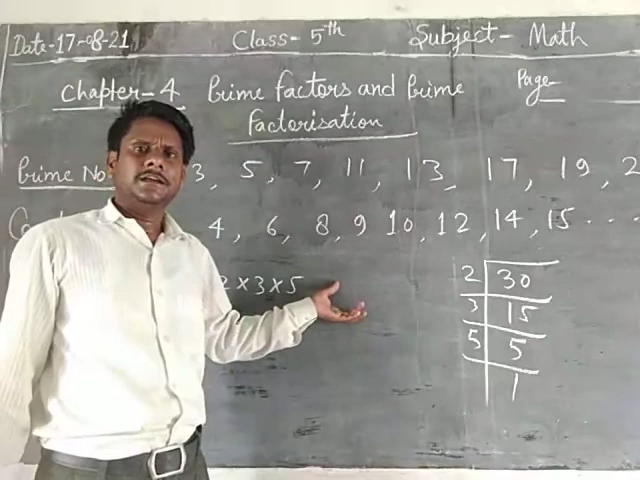 Date-17-08-21 Class-5th Subject- Math
Chapter-4 Prime factors and Prime Page-
Factorisation
Prime No 3, 5, 7, 11, 13, 17, 19, 2
4, 6, 8, 9 10, 12, 14, 15 ....
2×3×5
2 30
3 15
5 5
1